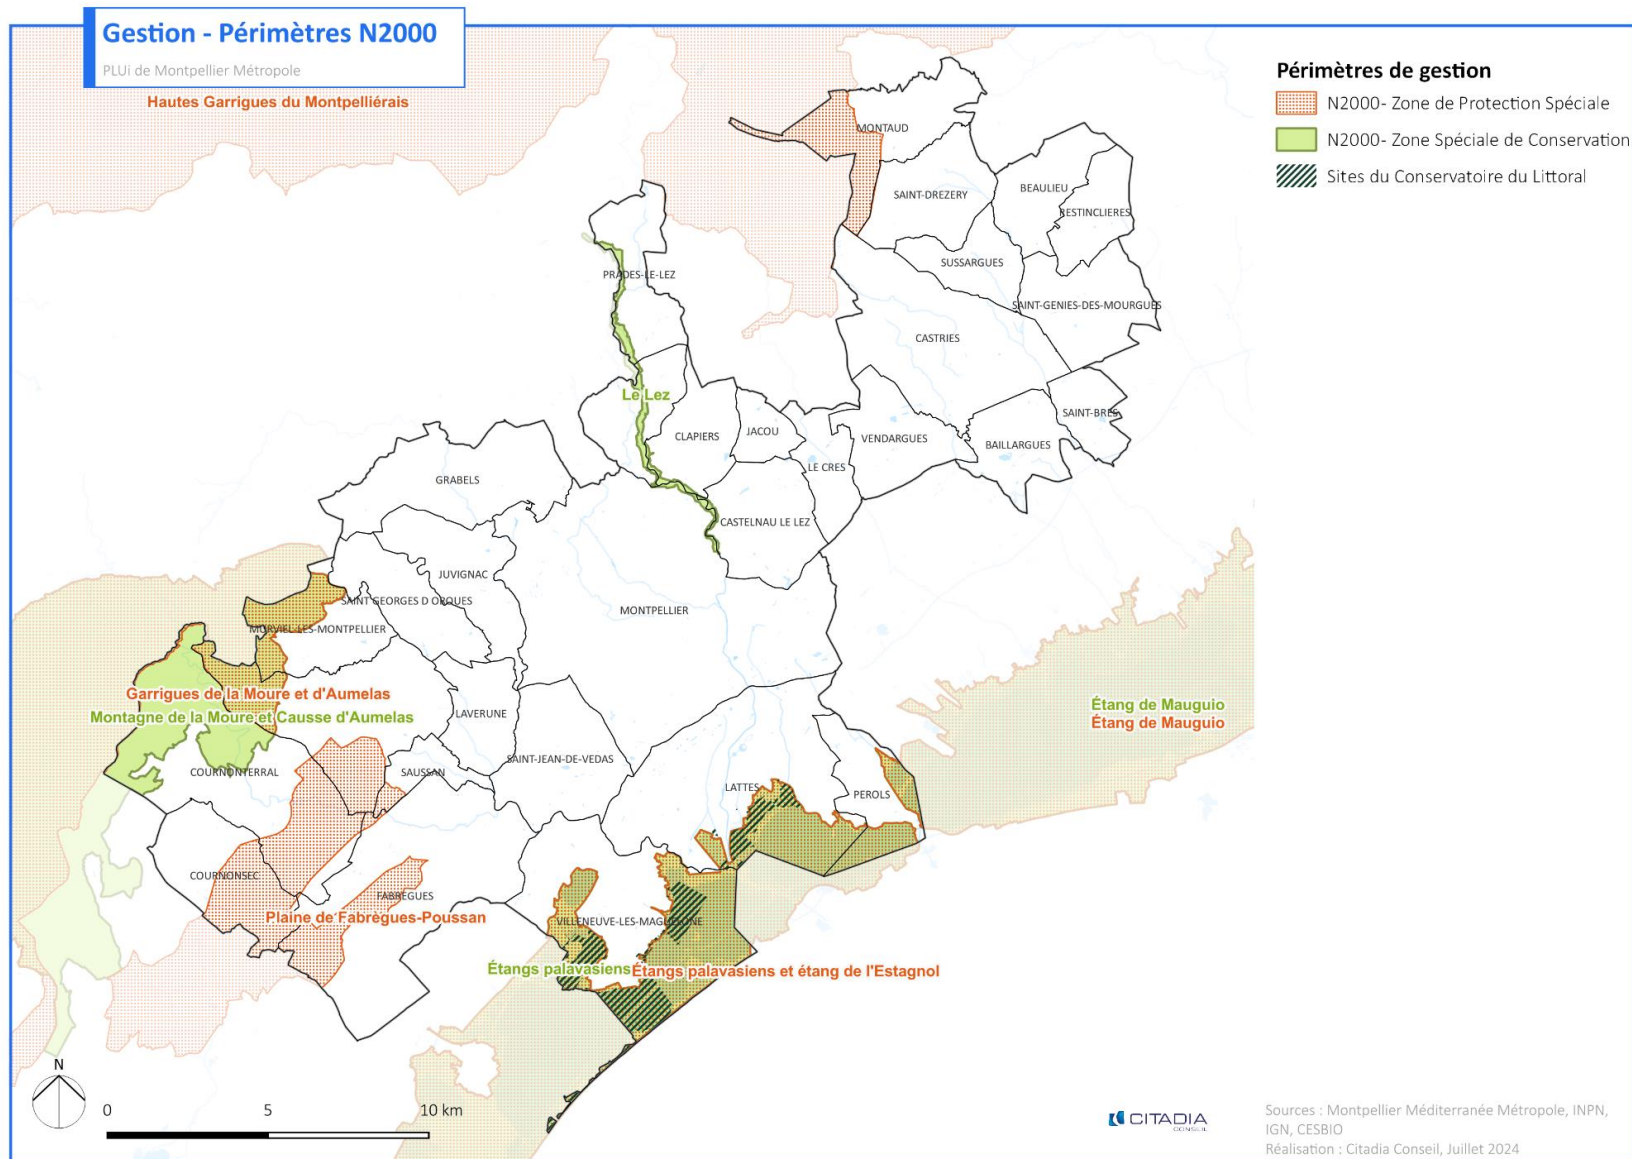 Gestion - Périmètres N2000
PLUi de Montpellier Métropole
Hautes Garrigues du Montpelliérais
Périmètres de gestion
N2000- Zone de Protection Spéciale
N2000- Zone Spéciale de Conservation
Sites du Conservatoire du Littoral
MONTAUD
SAINT-DREZERY
BEAULIEU
RESTINCLIERES
SUSSARGUES
PRADES-LE-LEZ
SAINT-GENIES-DES-MOURGUES
CASTRIES
Le Lez
SAINT-BRES
CLAPIERS
JACOU
VENDARGUES
BAILLARGUES
LE CRES
GRABELS
CASTELNAU LE LEZ
JUVIGNAC
SAINT GEORGES D ORQUES
MONTPELLIER
MURVIEL-LES-MONTPELLIER
Garrigues de la Moure et d'Aumelas
Montagne de la Moure et Causse d'Aumelas
LAVERUNE
Étang de Mauguio
Étang de Mauguio
SAINT-JEAN-DE-VEDAS
COURNONTERRAL
SAUSSAN
LATTES
PEROLS
COURNONSEC
FABREGUES
Plaine de Fabrègues-Poussan
VILLENEUVE-LES-MAGUELONE
Étangs palavasiens
Étangs palavasiens et étang de l'Estagnol
N
0 5 10 km
CITADIA
CONSEIL
Sources : Montpellier Méditerranée Métropole, INPN,
IGN, CESBIO
Réalisation : Citadia Conseil, Juillet 2024